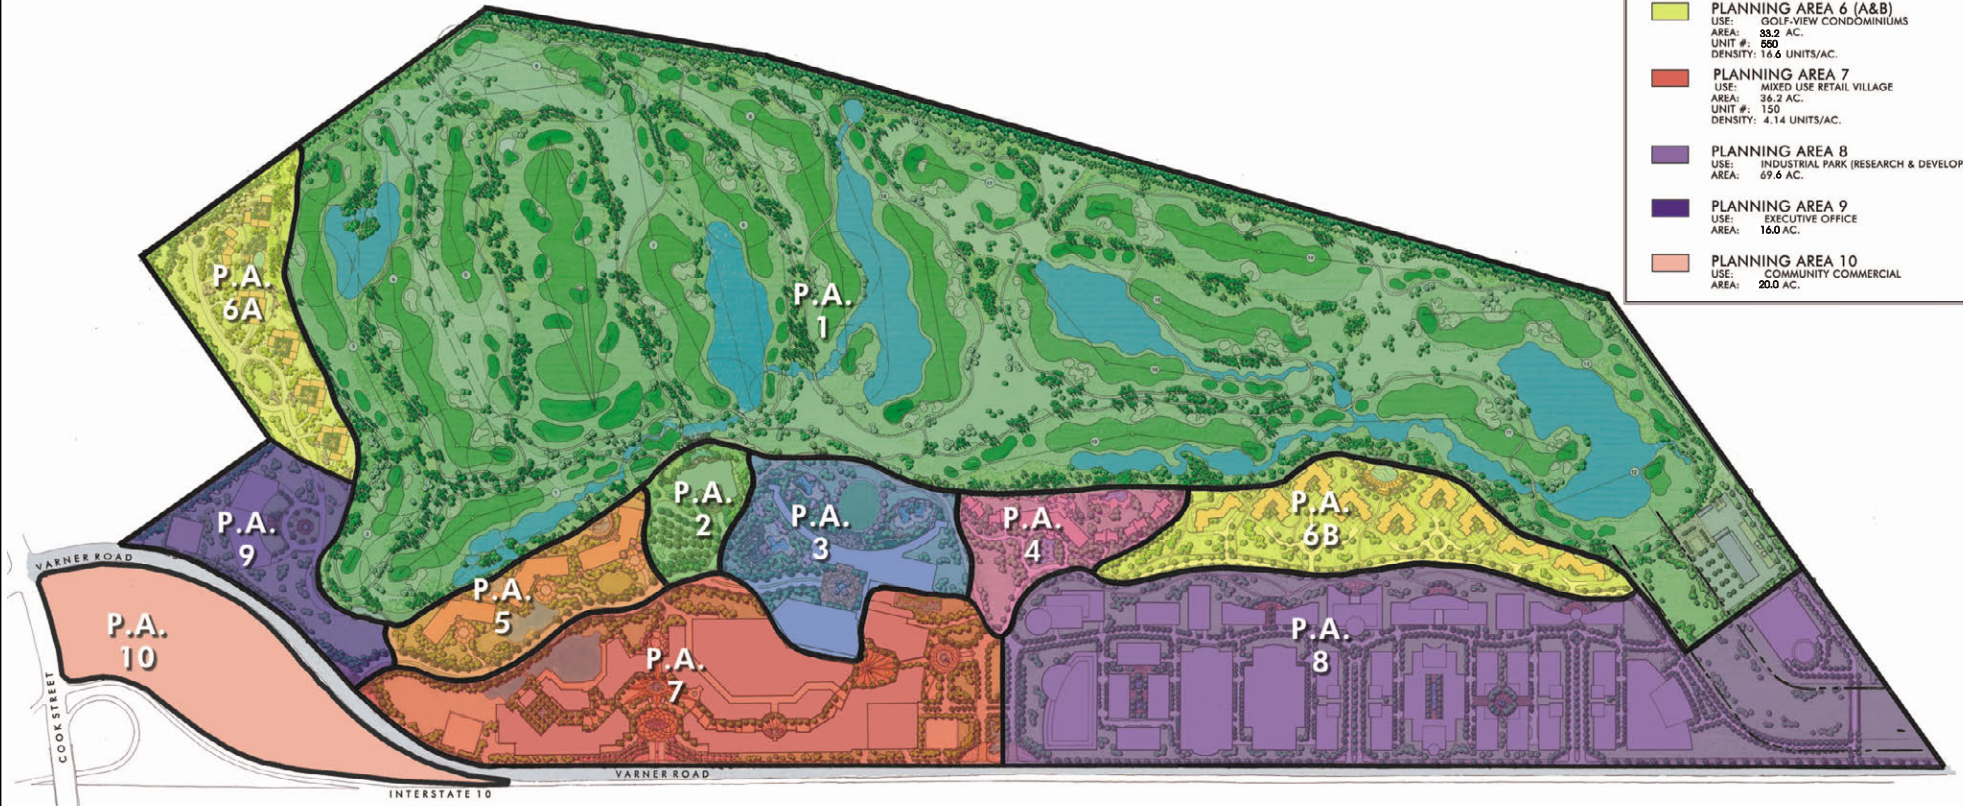 PLANNING AREA 6 (A&B)
USE: GOLF-VIEW CONDOMINIUMS
AREA: 33.2 AC.
UNIT #: 550
DENSITY: 16.6 UNITS/AC.
PLANNING AREA 7
USE: MIXED USE RETAIL VILLAGE
AREA: 36.2 AC.
UNIT #: 150
DENSITY: 4.14 UNITS/AC.
PLANNING AREA 8
USE: INDUSTRIAL PARK (RESEARCH & DEVELOP
AREA: 69.6 AC.
PLANNING AREA 9
USE: EXECUTIVE OFFICE
AREA: 16.0 AC.
PLANNING AREA 10
USE: COMMUNITY COMMERCIAL
AREA: 20.0 AC.
P.A.
6A
P.A.
1
P.A.
2
P.A.
3
P.A.
4
P.A.
6B
P.A.
9
P.A.
5
P.A.
10
P.A.
7
P.A.
8
VARNER ROAD
COOK STREET
VARNER ROAD
INTERSTATE 10